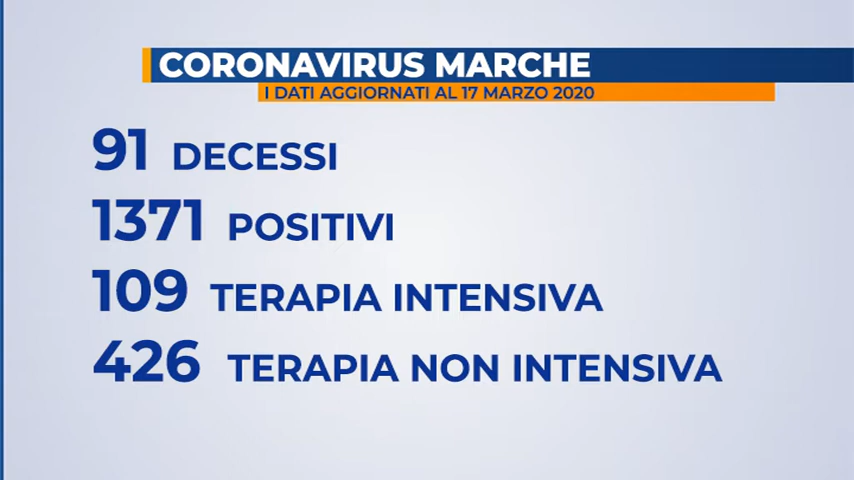 CORONAVIRUS MARCHE
I DATI AGGIORNATI AL 17 MARZO 2020
91 DECESSI
1371 POSITIVI
109 TERAPIA INTENSIVA
426 TERAPIA NON INTENSIVA